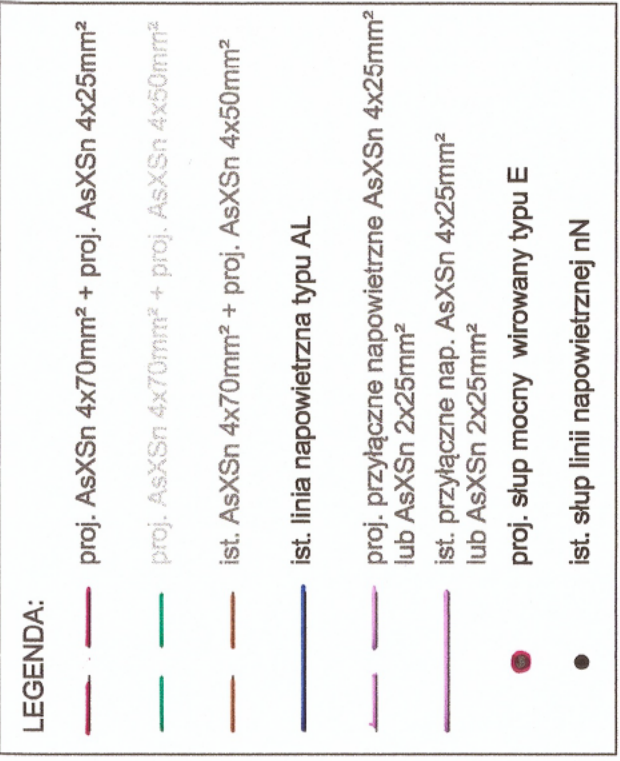 LEGENDA:
proj. AsXSn 4x70mm² + proj. AsXSn 4x25mm²
proj. AsXSn 4x70mm² + proj. AsXSn 4x50mm²
ist. AsXSn 4x70mm² + proj. AsXSn 4x50mm²
ist. linia napowietrzna typu AL
proj. przyłączne napowietrzne AsXSn 4x25mm²
lub AsXSn 2x25mm²
ist. przyłączne nap. AsXSn 4x25mm²
lub AsXSn 2x25mm²
proj. słup mocny wirowany typu E
ist. słup linii napowietrznej nN